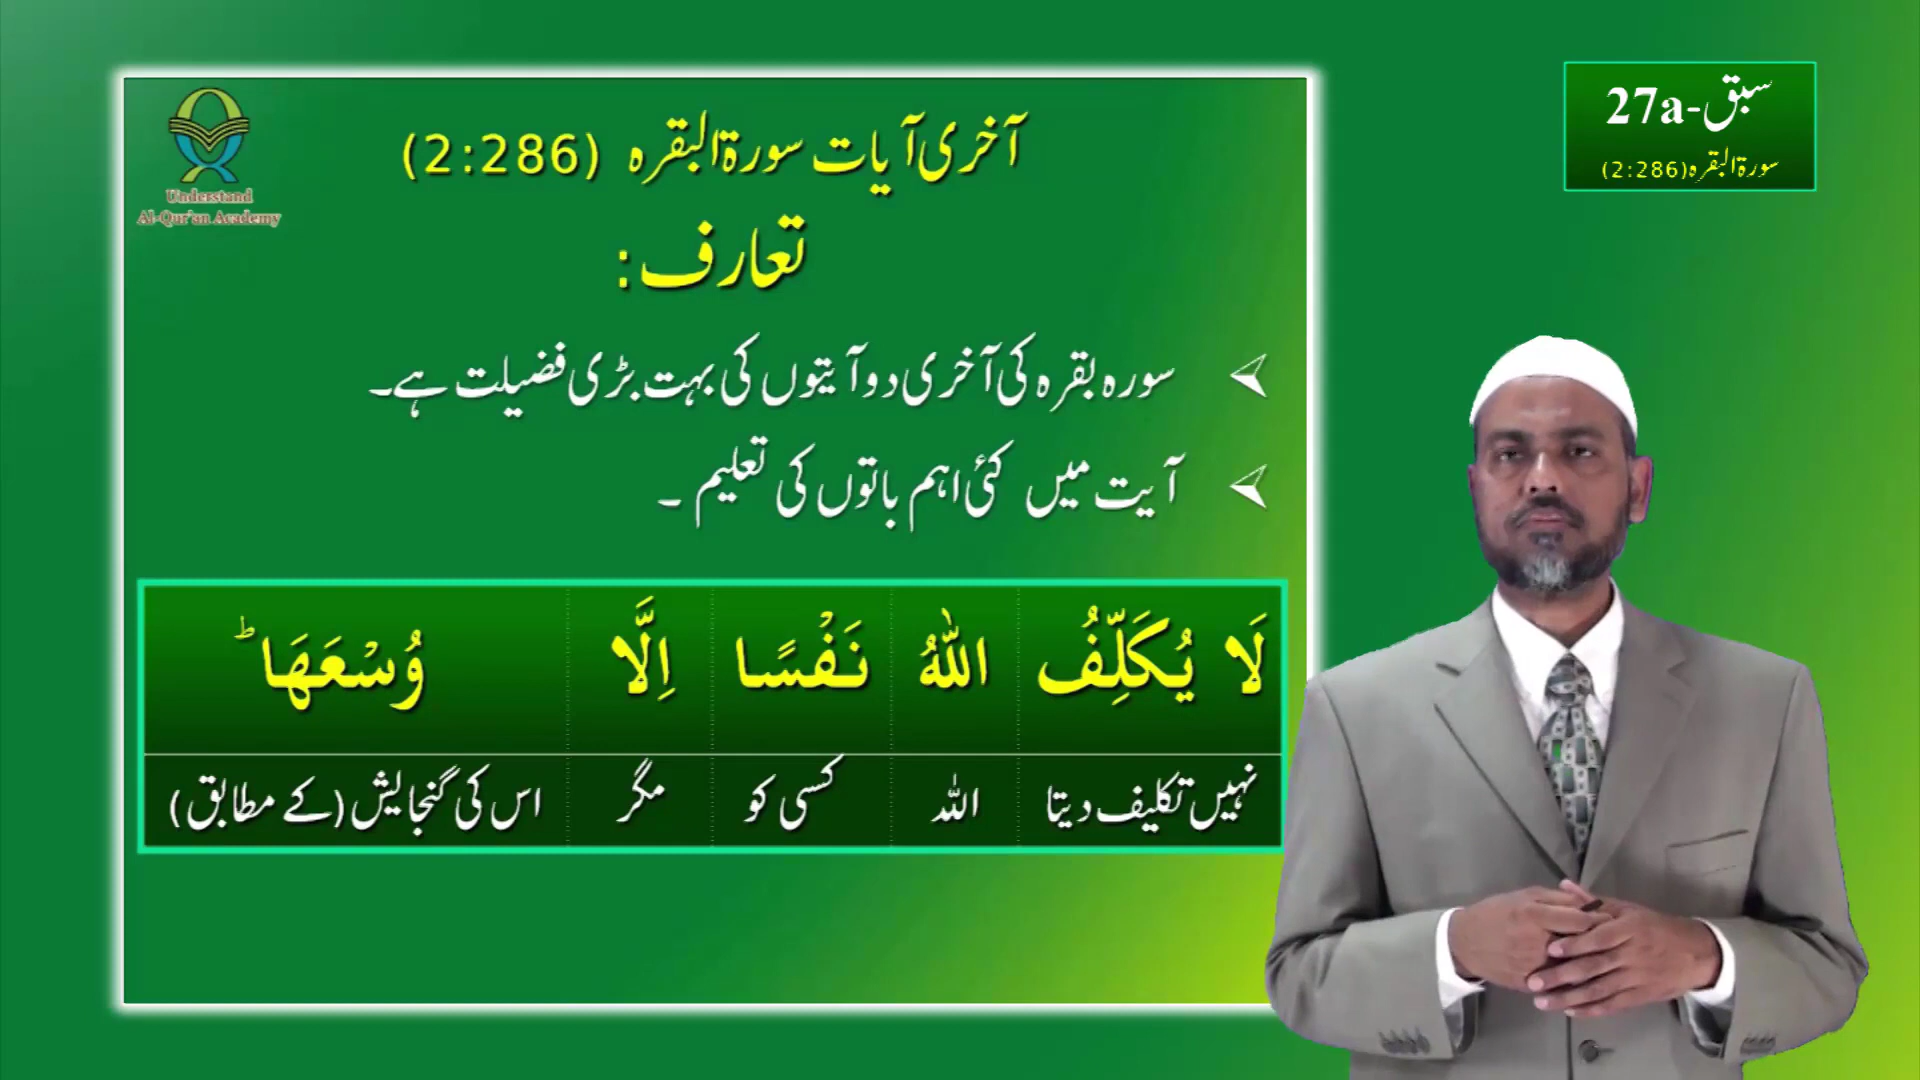 آخری آیات سورۃ البقرہ (2:286)
تعارف:
سورہ بقرہ کی آخری دو آیتوں کی بہت بڑی فضیلت ہے۔
آیت میں کئی اہم باتوں کی تعلیم ۔
لَا يُكَلِّفُ اللّٰهُ نَفْسًا اِلَّا وُسْعَهَا ؕ
نہیں تکلیف دیتا اللہ کسی کو مگر اس کی گنجایش (کے مطابق)
سبق-27a
سورۃ البقرہ(2:286)
Understand
Al-Qur'an Academy